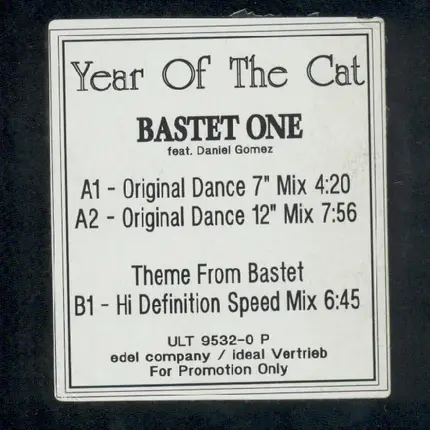 Year Of The Cat
BASTET ONE
feat. Daniel Gomez
A1 - Original Dance 7" Mix 4:20
A2 - Original Dance 12" Mix 7:56
Theme From Bastet
B1 - Hi Definition Speed Mix 6:45
ULT 9532-0 P
edel company / ideal Vertrieb
For Promotion Only